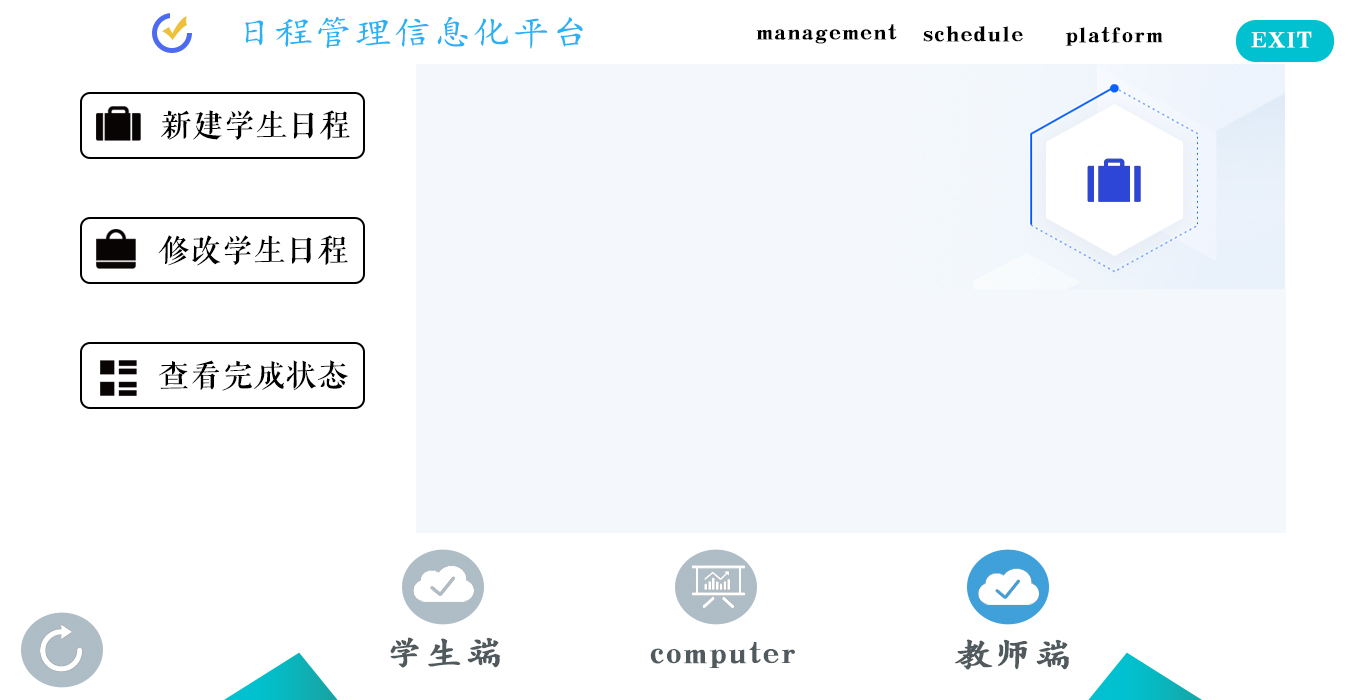 日程管理信息化平台
management
schedule
platform
EXIT
新建学生日程
修改学生日程
查看完成状态
学生端
computer
教师端